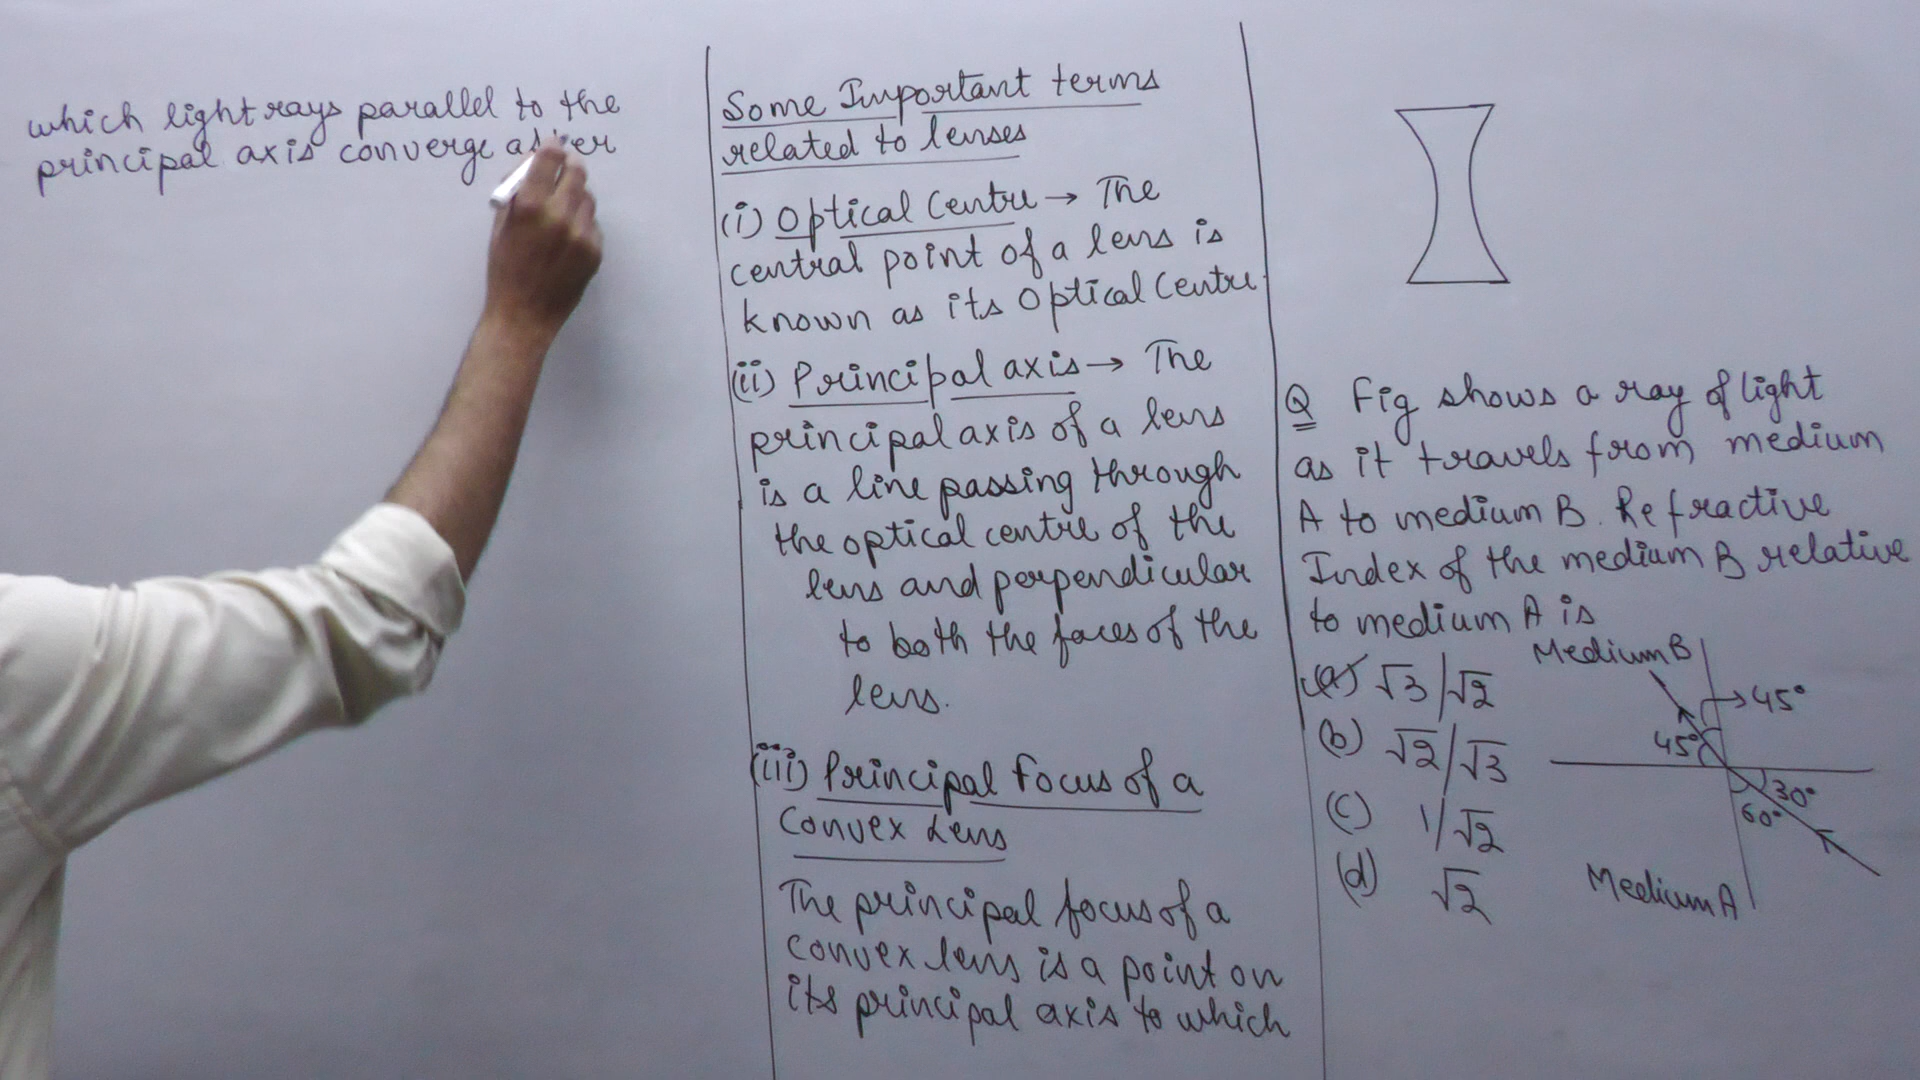 which light rays parallel to the
principal axis converge after
Some Important terms
related to lenses
(i) Optical Centre → The
central point of a lens is
known as its Optical Centre.
(ii) Principal axis → The
principal axis of a lens
is a line passing through
the optical centre of the
lens and perpendicular
to both the faces of the
lens.
(iii) Principal Focus of a
Convex Lens
The principal focus of a
convex lens is a point on
its principal axis to which
Q Fig shows a ray of light
as it travels from medium
A to medium B. Refractive
Index of the medium B relative
to medium A is
(a) √3/√2
(b) √2/√3
(c) 1/√2
(d) √2
Medium B
45°
45°
30°
60°
Medium A